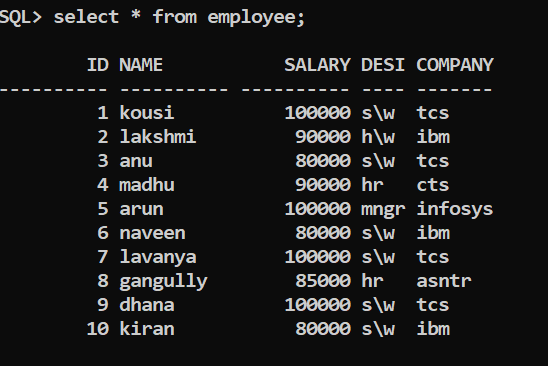 SQL> select * from employee;
ID NAME SALARY DESI COMPANY
---------- ---------- ---------- ---- -------
1 kousi 100000 s\w tcs
2 lakshmi 90000 h\w ibm
3 anu 80000 s\w tcs
4 madhu 90000 hr cts
5 arun 100000 mngr infosys
6 naveen 80000 s\w ibm
7 lavanya 100000 s\w tcs
8 gangully 85000 hr asntr
9 dhana 100000 s\w tcs
10 kiran 80000 s\w ibm